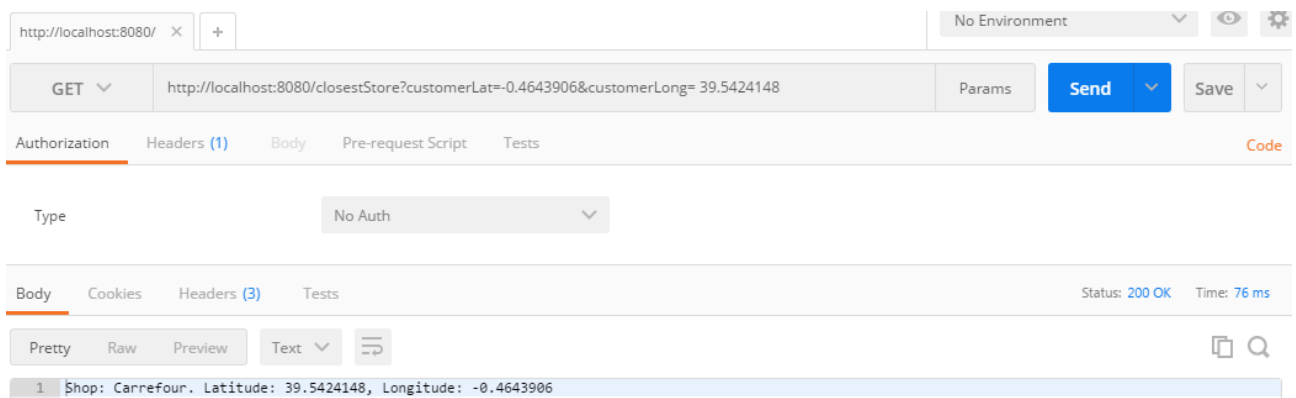 http://localhost:8080/ × +
No Environment
GET http://localhost:8080/closestStore?customerLat=-0.4643906&customerLong= 39.5424148 Params Send Save
Authorization Headers (1) Body Pre-request Script Tests Code
Type No Auth
Body Cookies Headers (3) Tests Status: 200 OK Time: 76 ms
Pretty Raw Preview Text
1 Shop: Carrefour. Latitude: 39.5424148, Longitude: -0.4643906